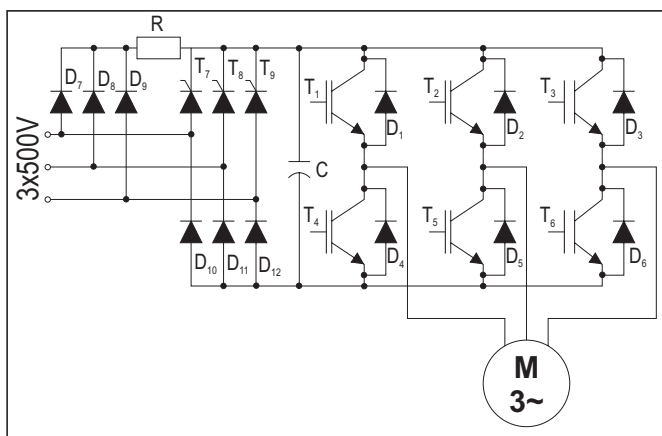 R
D7 D8 D9 T7 T8 T9 T1 T2 T3
D1 D2 D3
3x500V
C
T4 T5 T6
D10 D11 D12 D4 D5 D6
M
3~